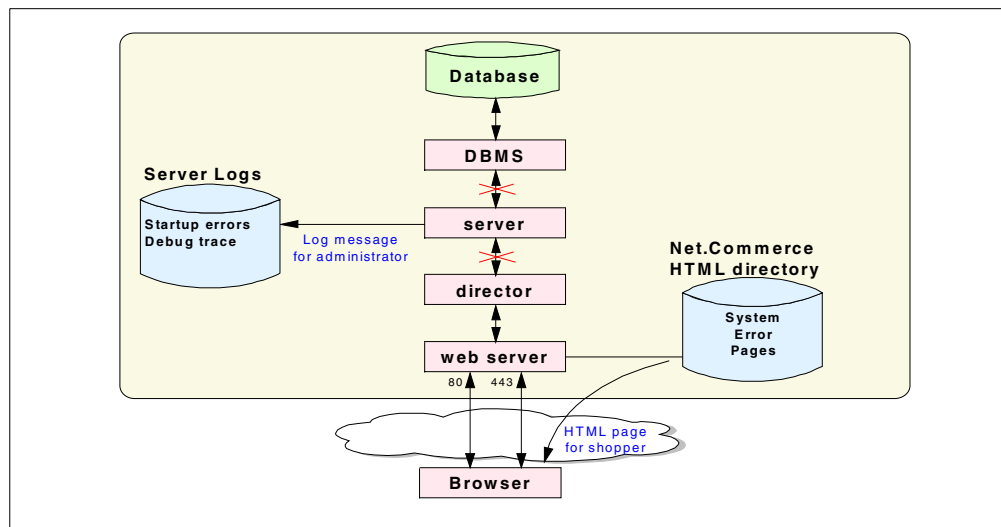 Database
DBMS
Server Logs
Startup errors
Debug trace
server
Log message
for administrator
Net.Commerce
HTML directory
director
System
Error
Pages
web server
80
443
HTML page
for shopper
Browser